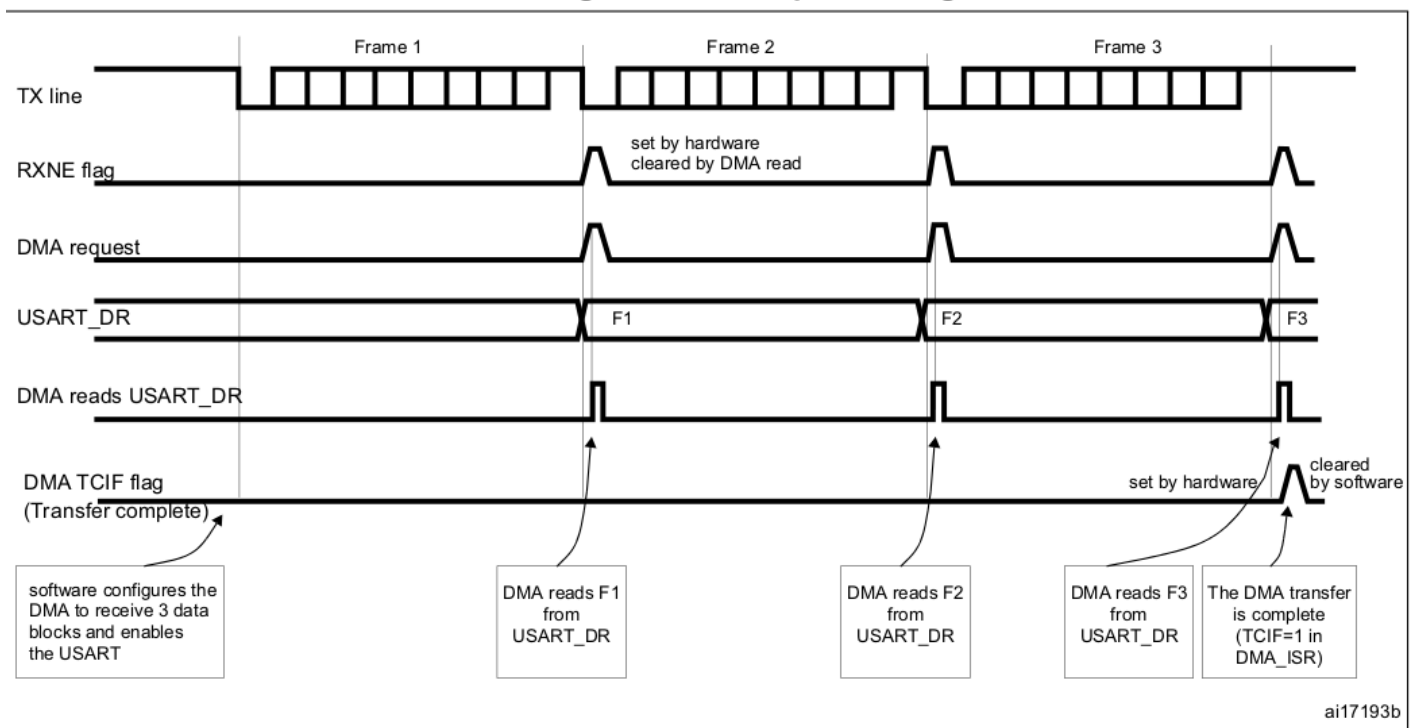 Frame 1
Frame 2
Frame 3
TX line
set by hardware
cleared by DMA read
RXNE flag
DMA request
USART_DR
F1
F2
F3
DMA reads USART_DR
DMA TCIF flag
(Transfer complete)
set by hardware
cleared
by software
software configures the
DMA to receive 3 data
blocks and enables
the USART
DMA reads F1
from
USART_DR
DMA reads F2
from
USART_DR
DMA reads F3
from
USART_DR
The DMA transfer
is complete
(TCIF=1 in
DMA_ISR)
ai17193b